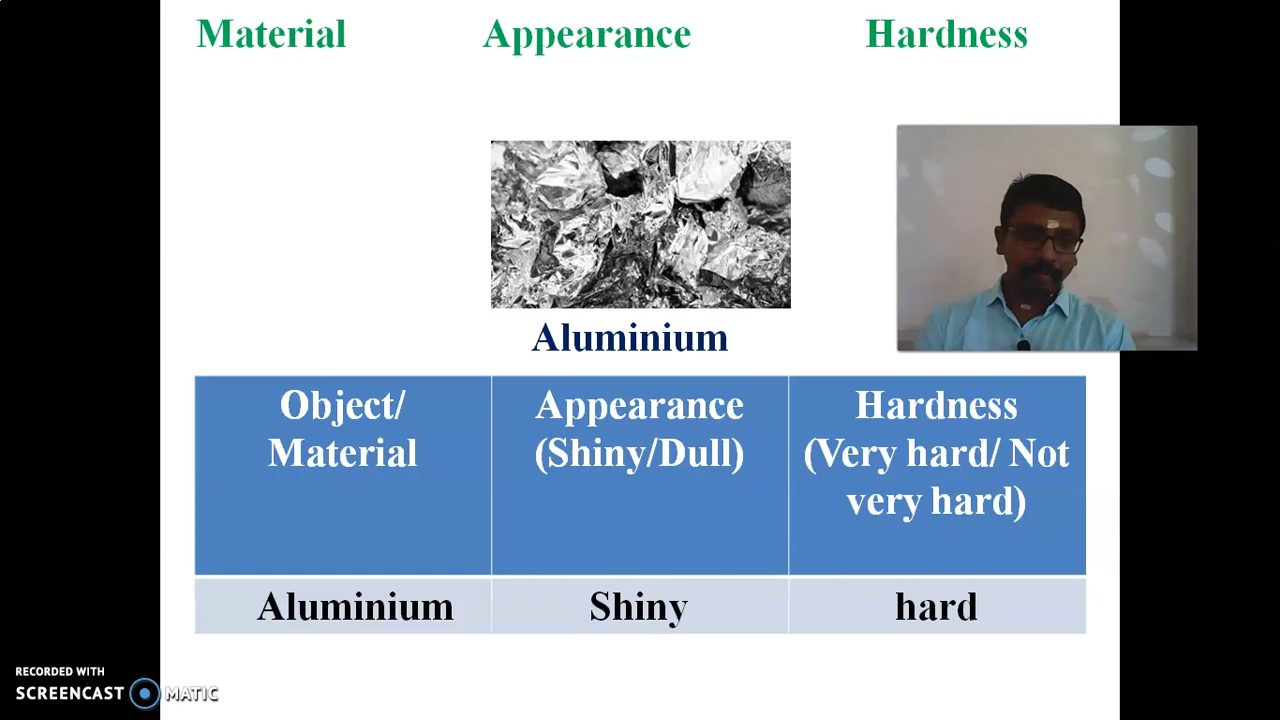 Material Appearance Hardness
Aluminium
Object/ Material
Appearance (Shiny/Dull)
Hardness (Very hard/ Not very hard)
Aluminium Shiny hard
RECORDED WITH
SCREENCAST MATIC